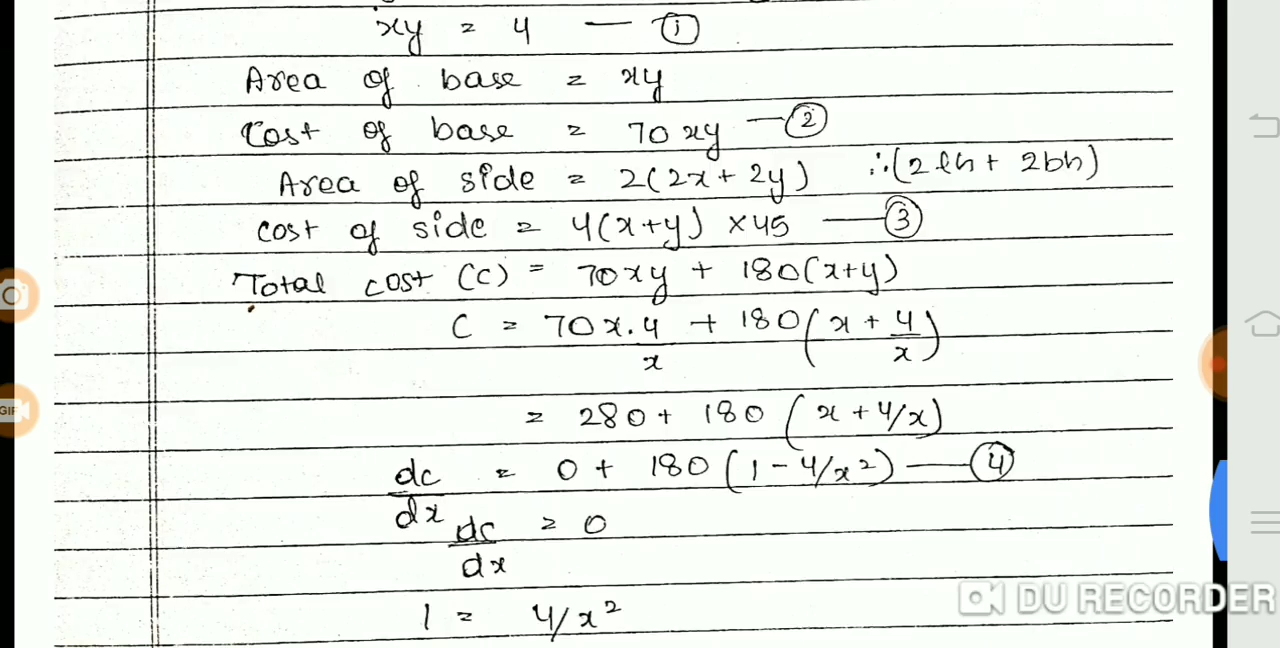 xy = 4 — ①
Area of base = xy
Cost of base = 70xy — ②
Area of side = 2(2x + 2y) ∴(2lh + 2bh)
cost of side = 4(x+y) × 45 — ③
Total cost (C) = 70xy + 180(x+y)
C = 70x.4/x + 180(x + 4/x)
= 280 + 180 (x + 4/x)
dc/dx = 0 + 180(1 - 4/x²) — ④
dc/dx = 0
1 = 4/x²
GIF
DU RECORDER